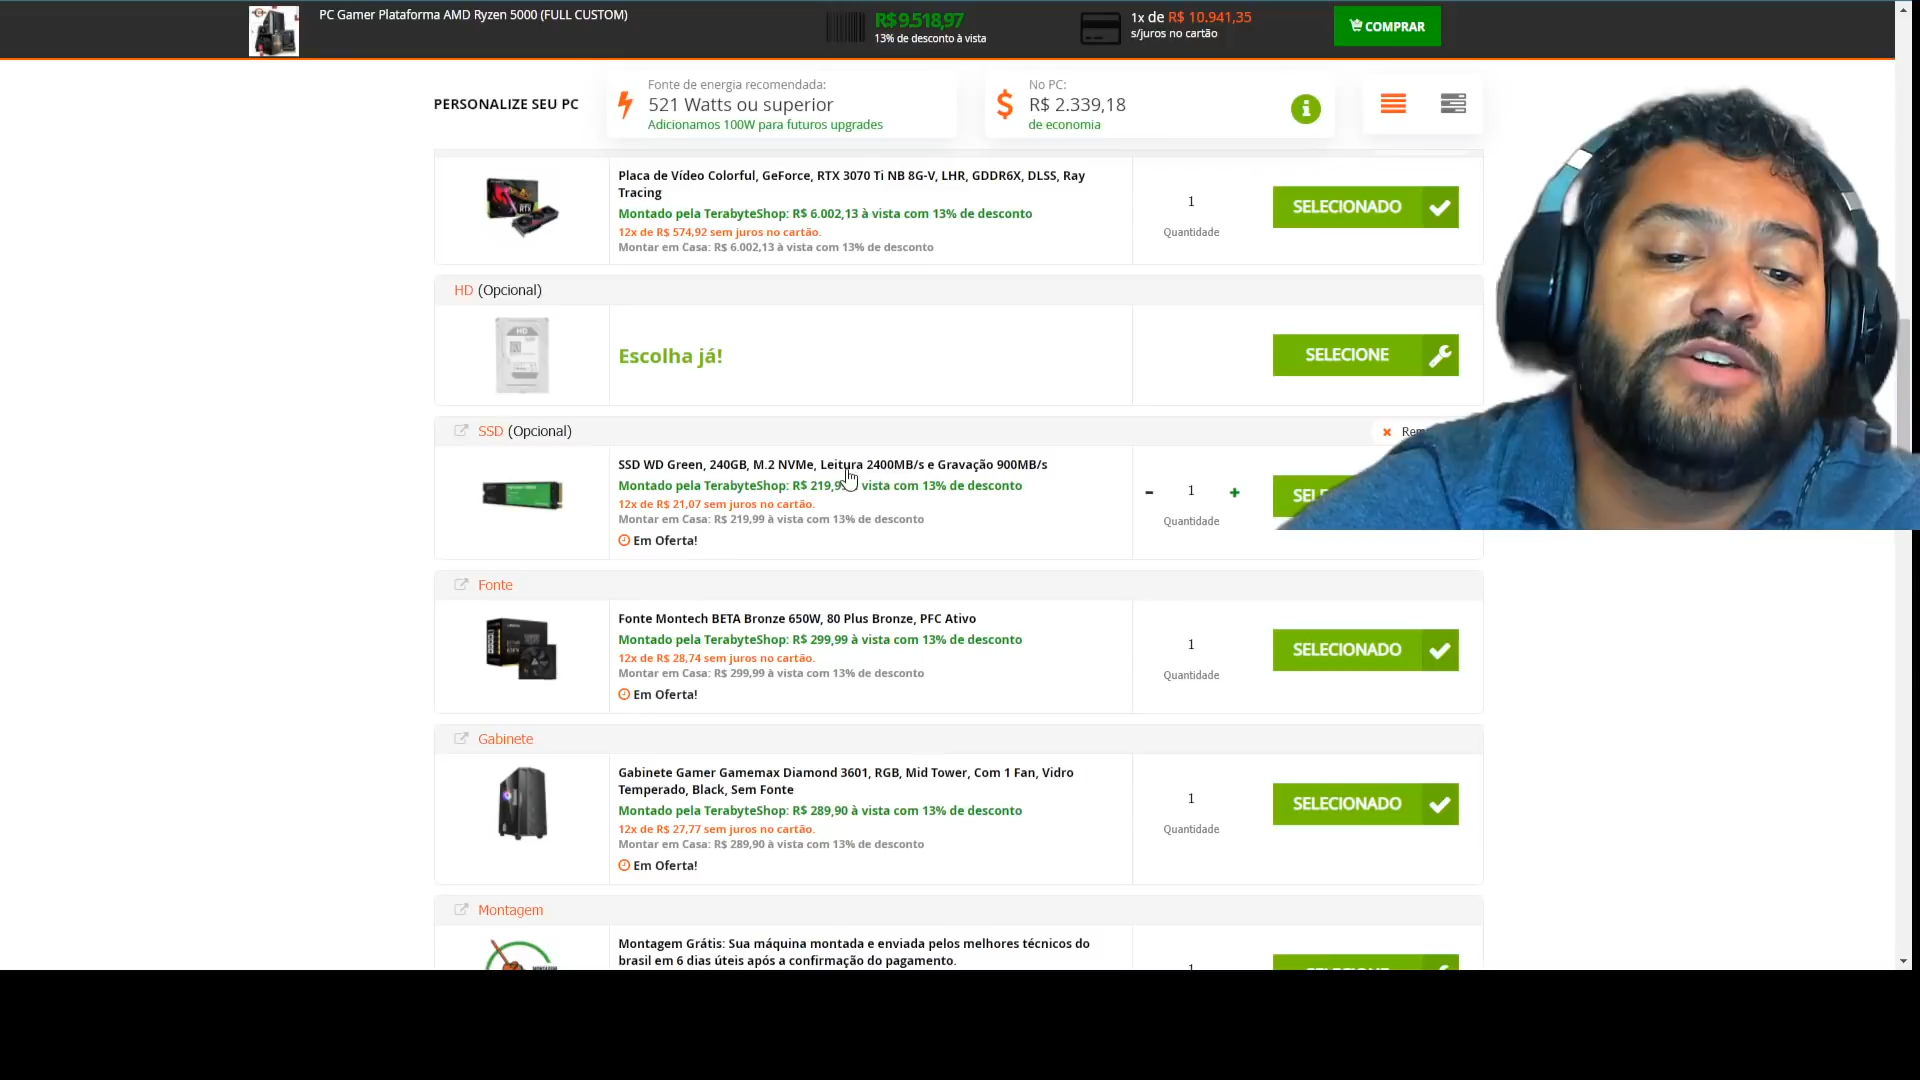 PC Gamer Plataforma AMD Ryzen 5000 (FULL CUSTOM)
R$ 9.518,97
13% de desconto à vista
1x de R$ 10.941,35
s/juros no cartão
COMPRAR
PERSONALIZE SEU PC
Fonte de energia recomendada:
521 Watts ou superior
Adicionamos 100W para futuros upgrades
No PC:
R$ 2.339,18
de economia
Placa de Vídeo Colorful, GeForce, RTX 3070 Ti NB 8G-V, LHR, GDDR6X, DLSS, Ray
Tracing
Montado pela TerabyteShop: R$ 6.002,13 à vista com 13% de desconto
12x de R$ 574,92 sem juros no cartão.
Montar em Casa: R$ 6.002,13 à vista com 13% de desconto
1
Quantidade
SELECIONADO
HD (Opcional)
HD
Escolha já!
SELECIONE
SSD (Opcional)
SSD WD Green, 240GB, M.2 NVMe, Leitura 2400MB/s e Gravação 900MB/s
Montado pela TerabyteShop: R$ 219,9 vista com 13% de desconto
12x de R$ 21,07 sem juros no cartão.
Montar em Casa: R$ 219,99 à vista com 13% de desconto
Em Oferta!
- 1 +
Quantidade
Fonte
Fonte Montech BETA Bronze 650W, 80 Plus Bronze, PFC Ativo
Montado pela TerabyteShop: R$ 299,99 à vista com 13% de desconto
12x de R$ 28,74 sem juros no cartão.
Montar em Casa: R$ 299,99 à vista com 13% de desconto
Em Oferta!
1
Quantidade
SELECIONADO
Gabinete
Gabinete Gamer Gamemax Diamond 3601, RGB, Mid Tower, Com 1 Fan, Vidro
Temperado, Black, Sem Fonte
Montado pela TerabyteShop: R$ 289,90 à vista com 13% de desconto
12x de R$ 27,77 sem juros no cartão.
Montar em Casa: R$ 289,90 à vista com 13% de desconto
Em Oferta!
1
Quantidade
SELECIONADO
Montagem
Montagem Grátis: Sua máquina montada e enviada pelos melhores técnicos do
brasil em 6 dias úteis após a confirmação do pagamento.